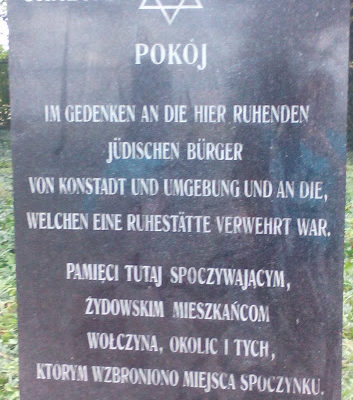 POKÓJ
IM GEDENKEN AN DIE HIER RUHENDEN
JÜDISCHEN BÜRGER
VON KONSTADT UND UMGEBUNG UND AN DIE,
WELCHEN EINE RUHESTÄTTE VERWEHRT WAR.
PAMIĘCI TUTAJ SPOCZYWAJĄCYM,
ŻYDOWSKIM MIESZKAŃCOM
WOŁCZYNA, OKOLIC I TYCH,
KTÓRYM WZBRONIONO MIEJSCA SPOCZYNKU.